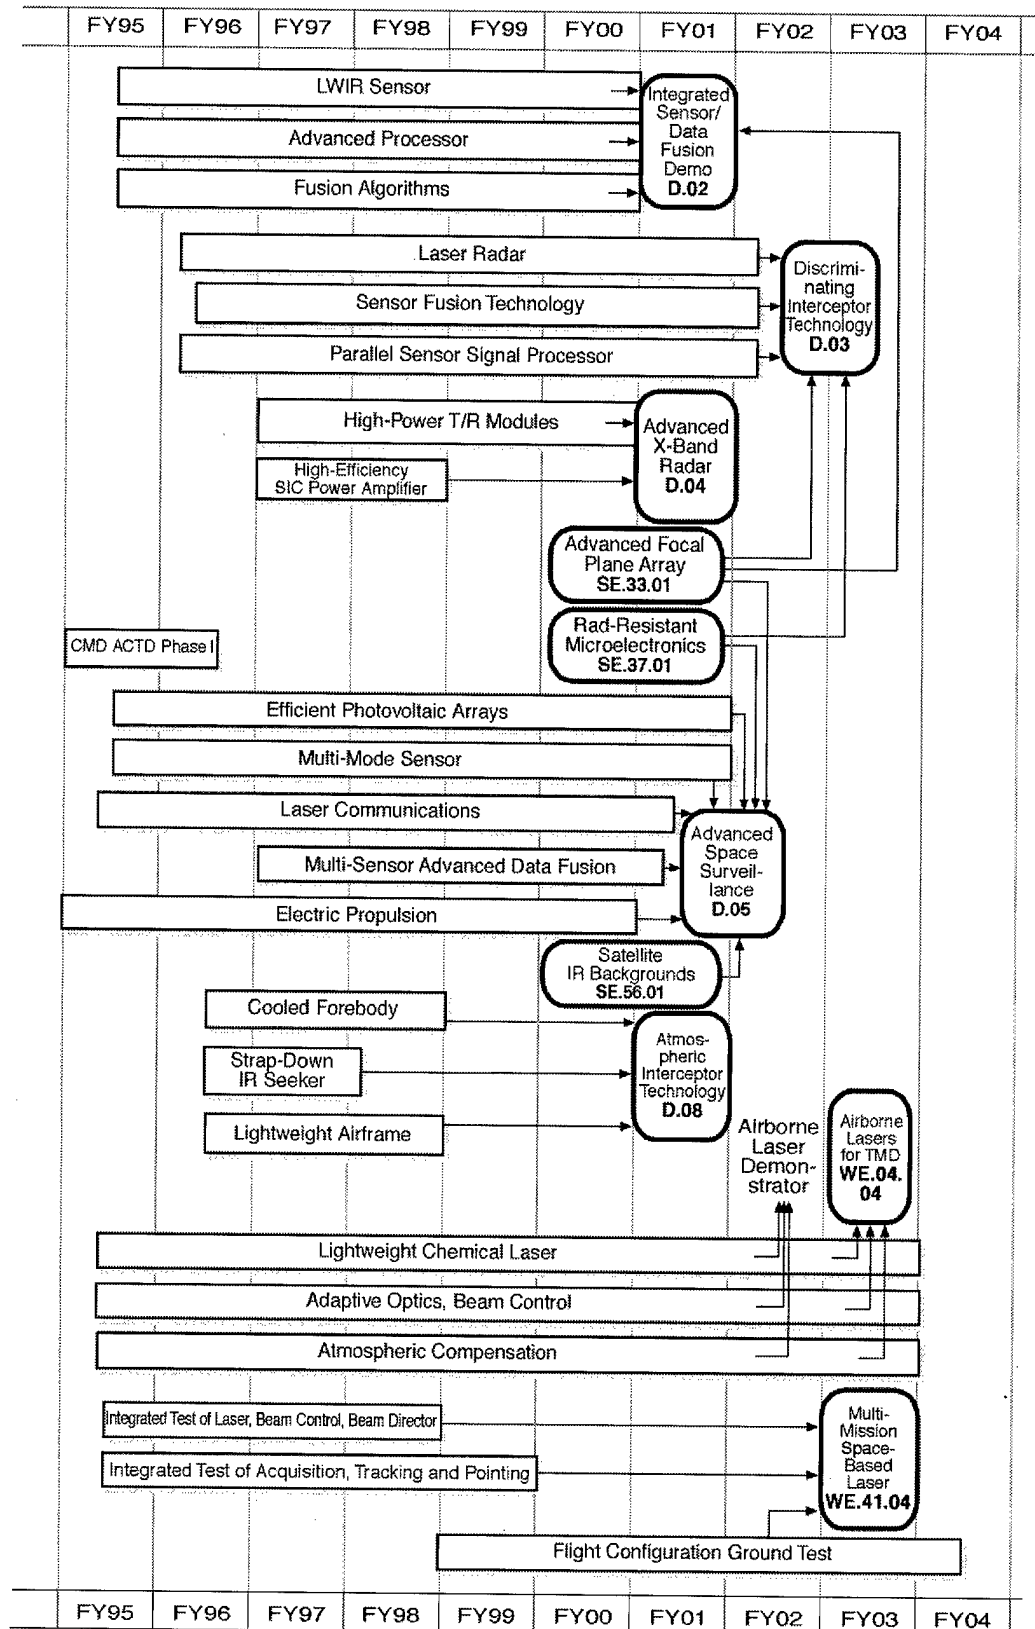 FY95 FY96 FY97 FY98 FY99 FY00 FY01 FY02 FY03 FY04
LWIR Sensor
Advanced Processor
Fusion Algorithms
Integrated
Sensor/
Data
Fusion
Demo
D.02
Laser Radar
Sensor Fusion Technology
Parallel Sensor Signal Processor
Discrimi-
nating
Interceptor
Technology
D.03
High-Power T/R Modules
High-Efficiency
SIC Power Amplifier
Advanced
X-Band
Radar
D.04
Advanced Focal
Plane Array
SE.33.01
Rad-Resistant
Microelectronics
SE.37.01
CMD ACTD Phase I
Efficient Photovoltaic Arrays
Multi-Mode Sensor
Laser Communications
Multi-Sensor Advanced Data Fusion
Electric Propulsion
Advanced
Space
Surveil-
lance
D.05
Satellite
IR Backgrounds
SE.56.01
Cooled Forebody
Strap-Down
IR Seeker
Lightweight Airframe
Atmos-
pheric
Interceptor
Technology
D.08
Airborne
Laser
Demon-
strator
Airborne
Lasers
for TMD
WE.04.
04
Lightweight Chemical Laser
Adaptive Optics, Beam Control
Atmospheric Compensation
Integrated Test of Laser, Beam Control, Beam Director
Integrated Test of Acquisition, Tracking and Pointing
Multi-
Mission
Space-
Based
Laser
WE.41.04
Flight Configuration Ground Test
FY95 FY96 FY97 FY98 FY99 FY00 FY01 FY02 FY03 FY04